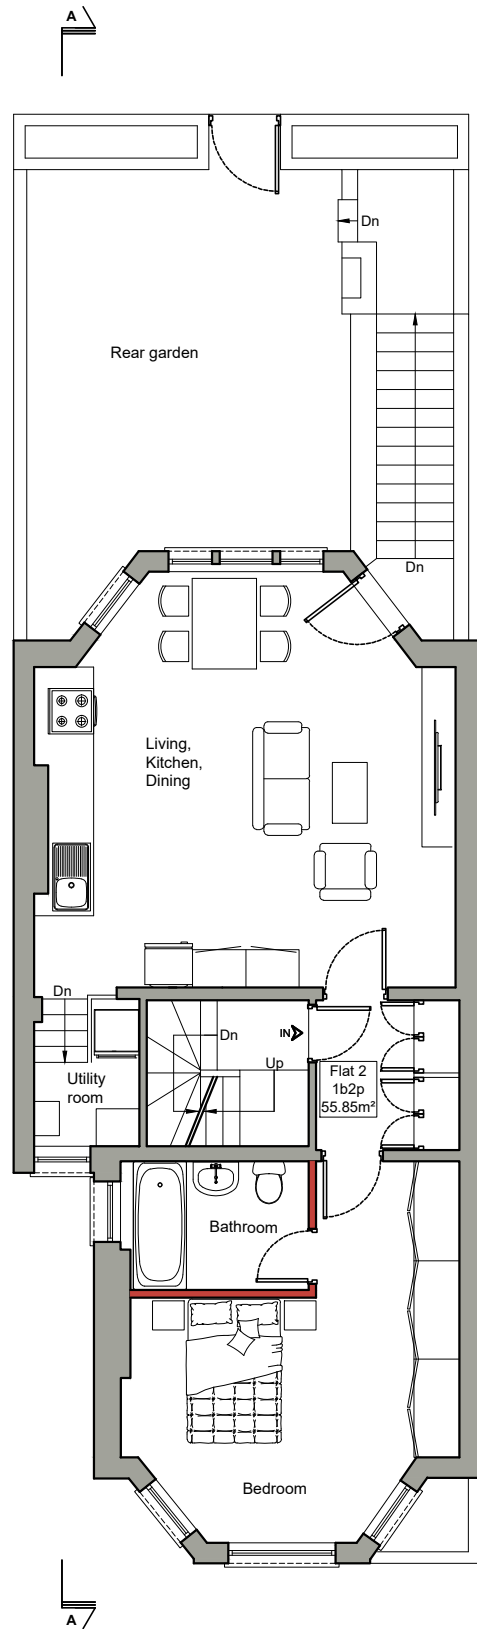 A
Dn
Rear garden
Dn
Living,
Kitchen,
Dining
Dn
Dn
IN
Up
Flat 2
1b2p
55.85m²
Utility
room
Bathroom
Bedroom
A